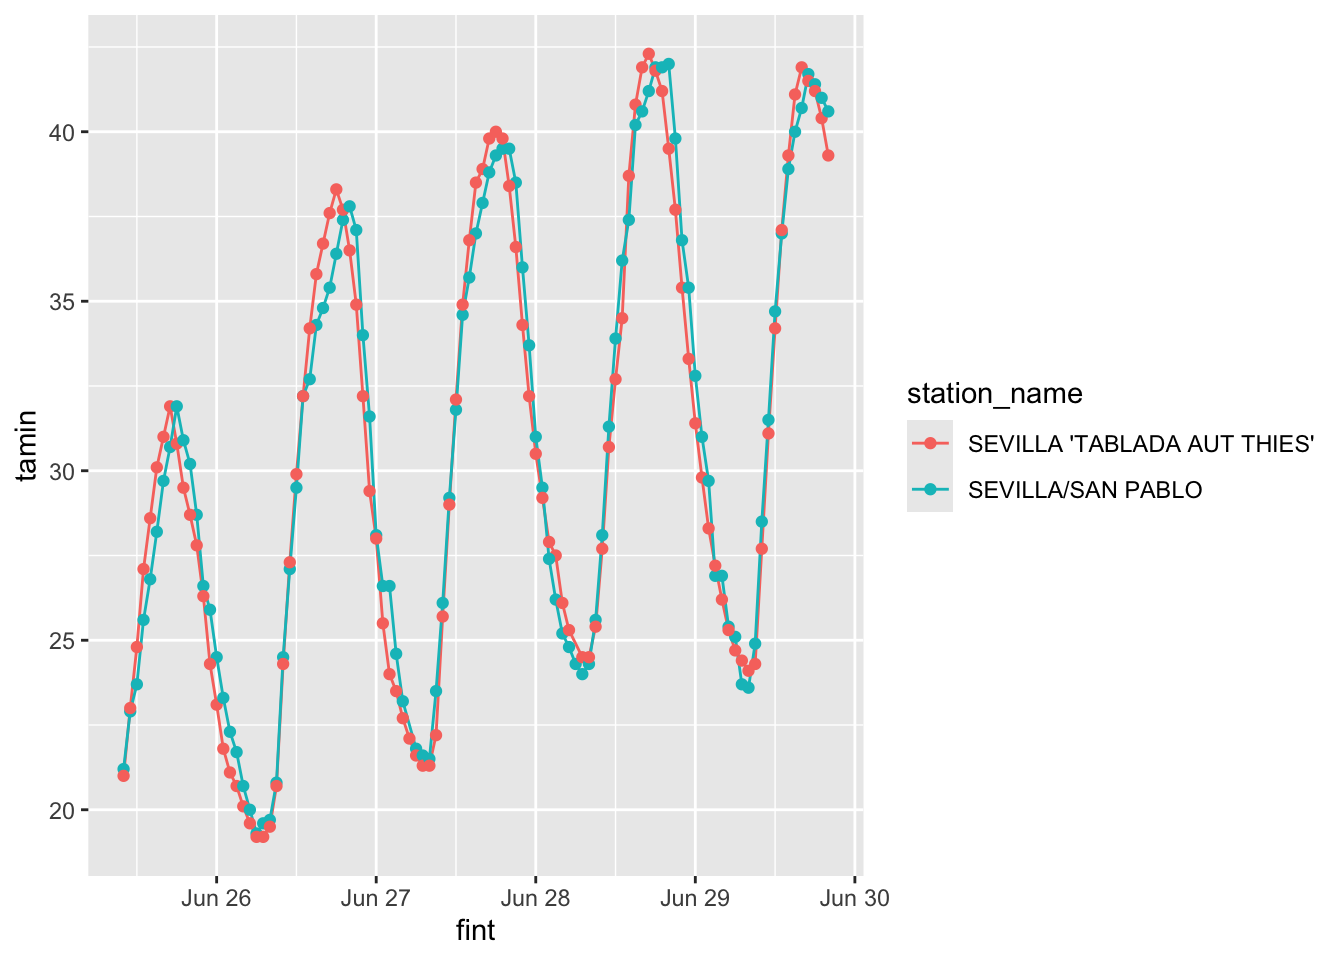 40
35
30
25
20
tamin
Jun 26
Jun 27
Jun 28
Jun 29
Jun 30
fint
station_name
SEVILLA 'TABLADA AUT THIES'
SEVILLA/SAN PABLO